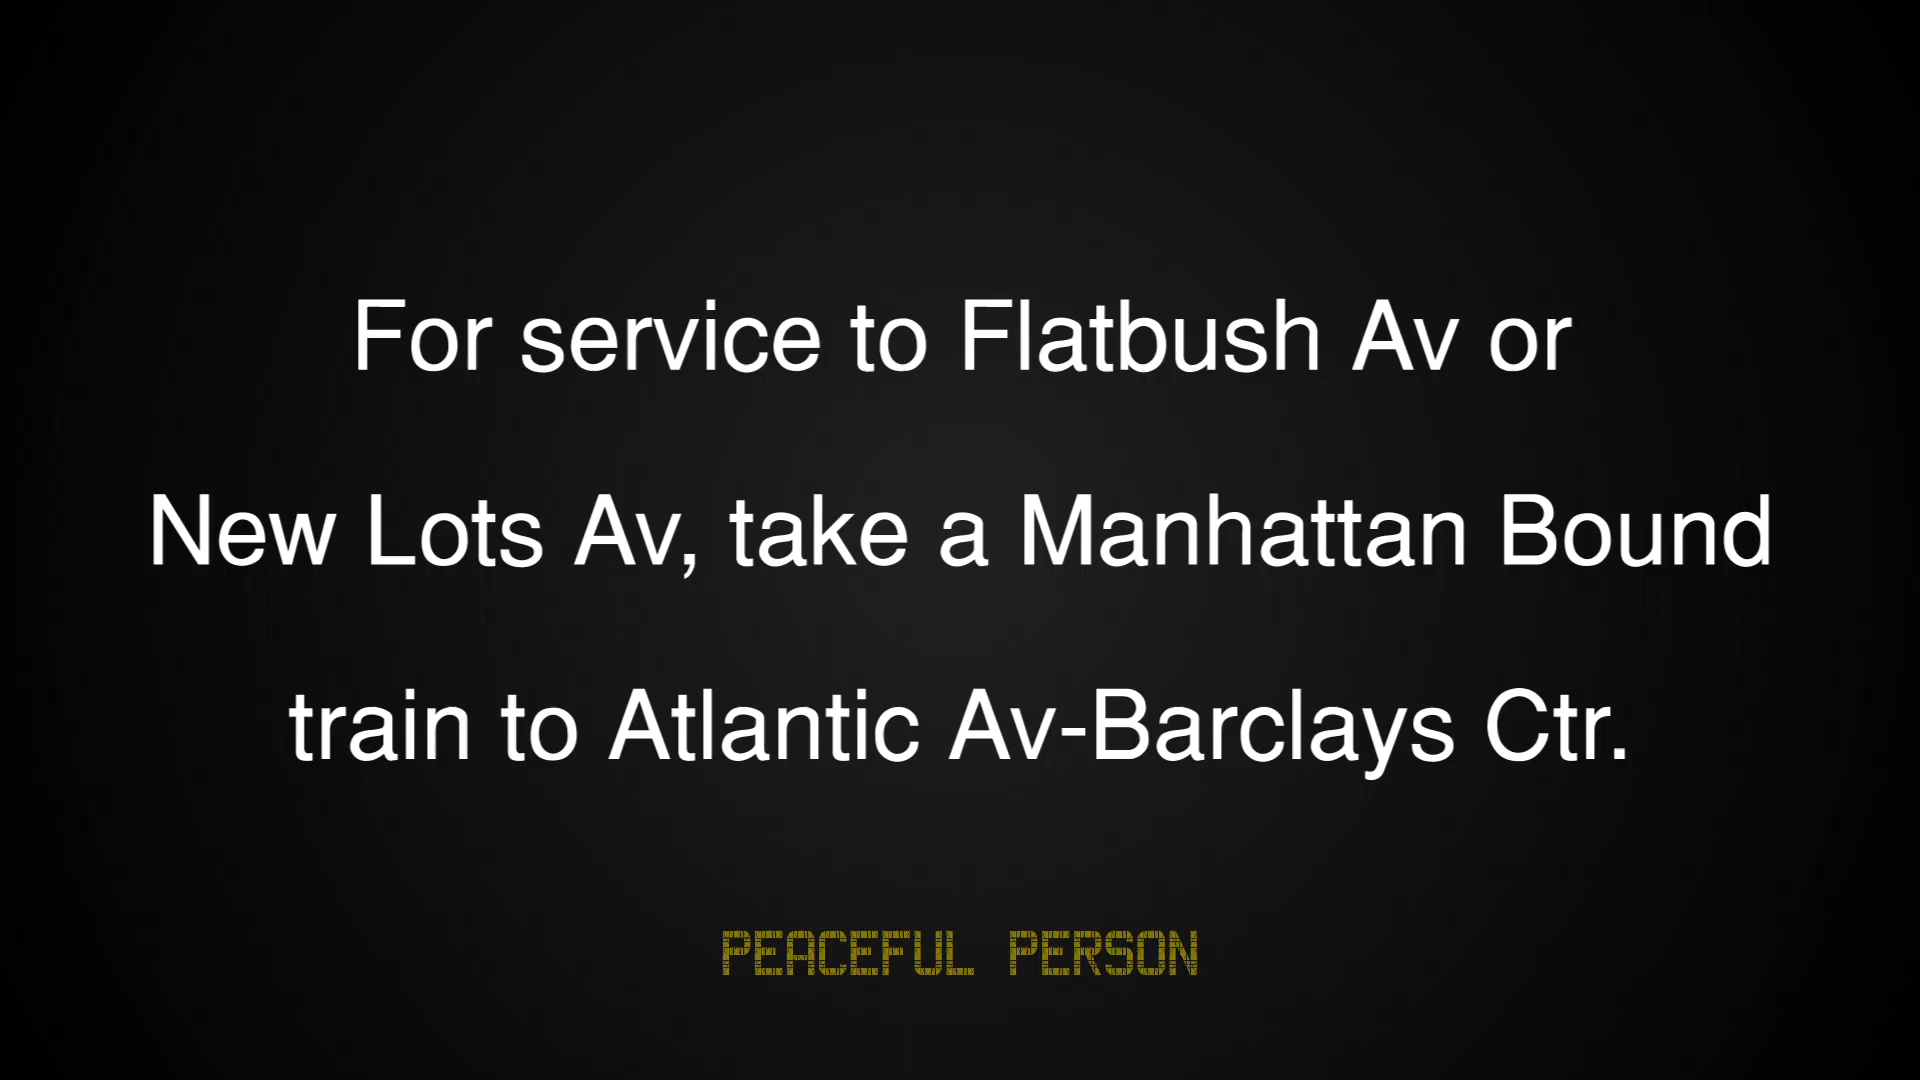 For service to Flatbush Av or
New Lots Av, take a Manhattan Bound
train to Atlantic Av-Barclays Ctr.
PEACEFUL PERSON